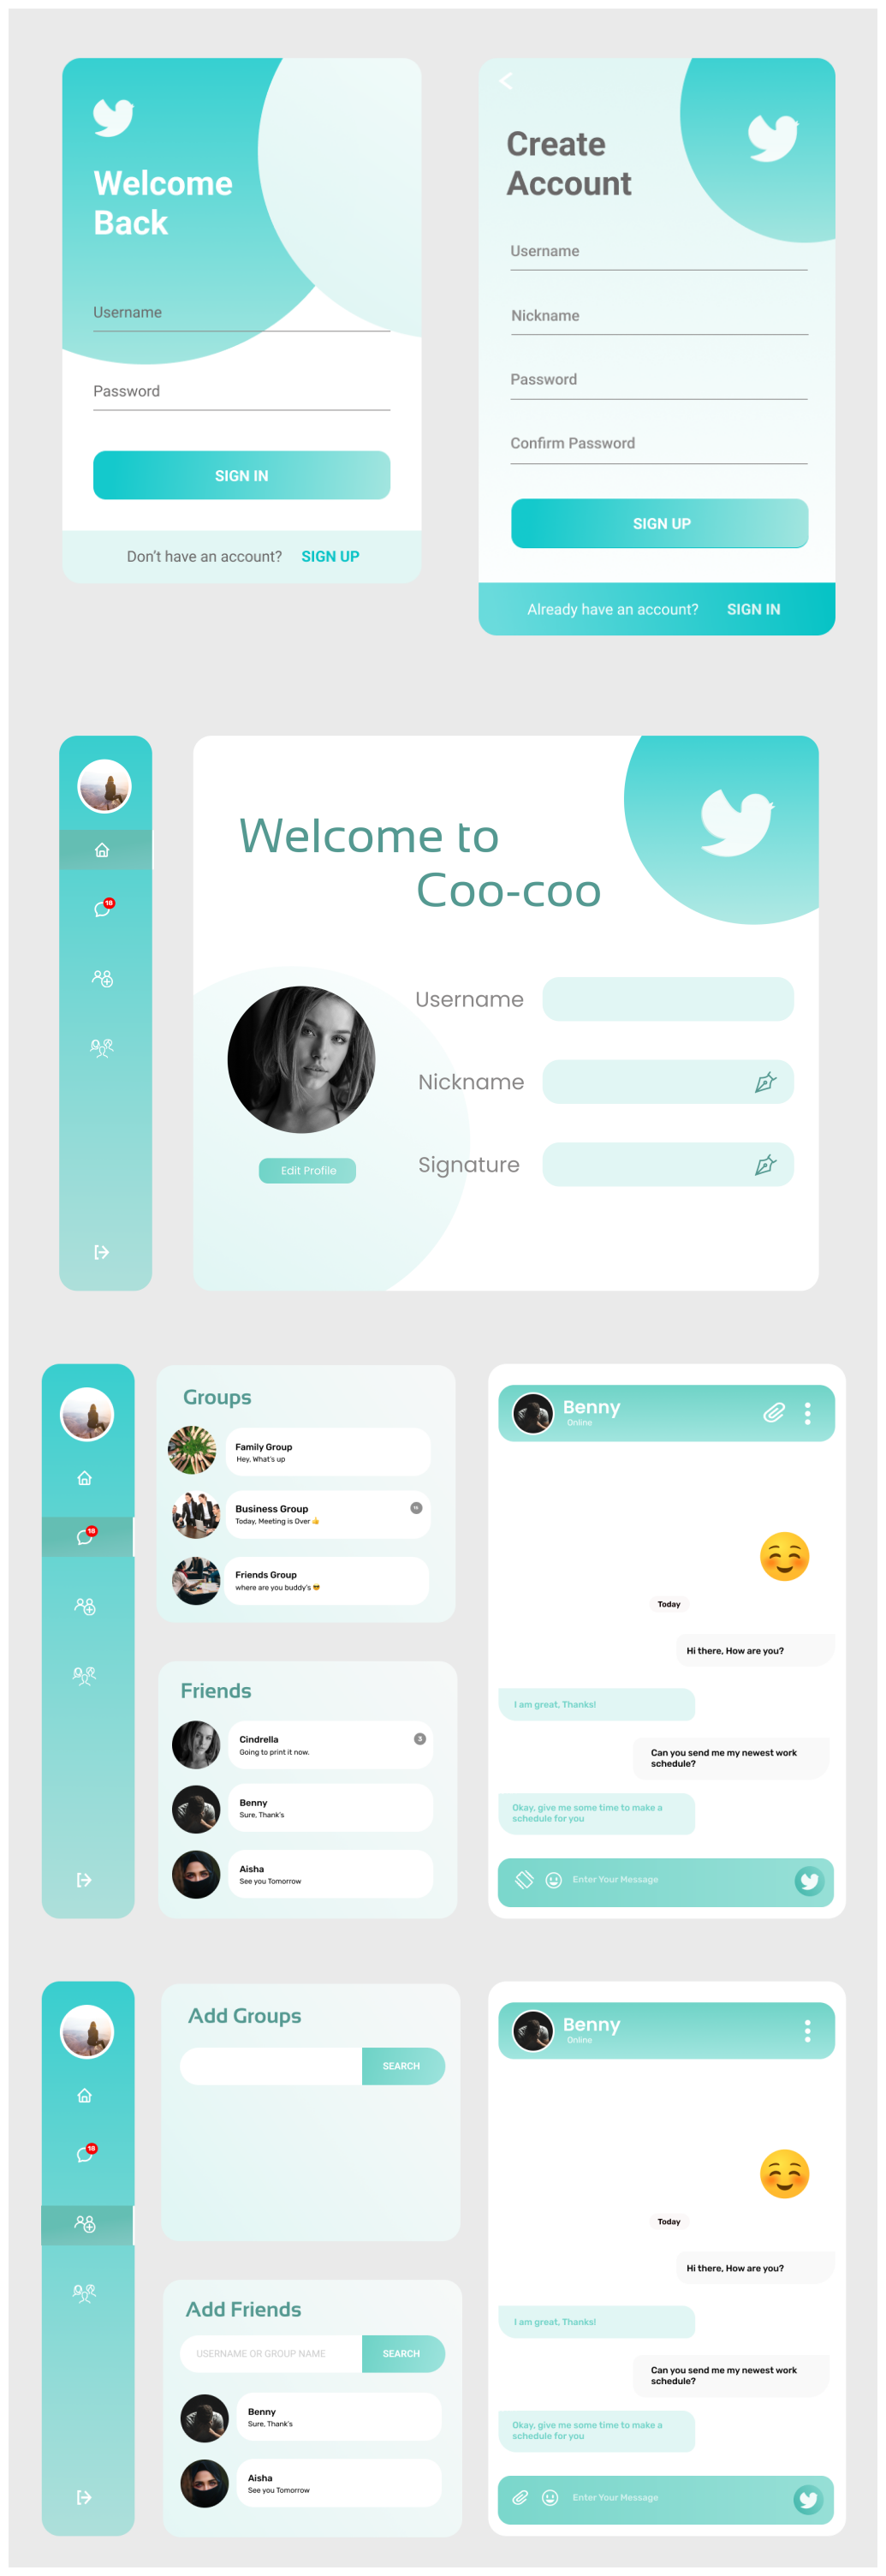 Welcome
Back
Username
Password
SIGN IN
Don't have an account? SIGN UP
Create
Account
Username
Nickname
Password
Confirm Password
SIGN UP
Already have an account? SIGN IN
18
Welcome to
Coo-coo
Username
Nickname
Signature
Edit Profile
18
Groups
Family Group
Hey, What's up
Business Group
Today, Meeting is Over 👍
Friends Group
where are you buddy's 😎
Friends
Cindrella
Going to print it now.
3
Benny
Sure, Thank's
Aisha
See you Tomorrow
Benny
Online
Today
Hi there, How are you?
I am great, Thanks!
Can you send me my newest work
schedule?
Okay, give me some time to make a
schedule for you
Enter Your Message
18
Add Groups
SEARCH
Add Friends
USERNAME OR GROUP NAME
SEARCH
Benny
Sure, Thank's
Aisha
See you Tomorrow
Benny
Online
Today
Hi there, How are you?
I am great, Thanks!
Can you send me my newest work
schedule?
Okay, give me some time to make a
schedule for you
Enter Your Message